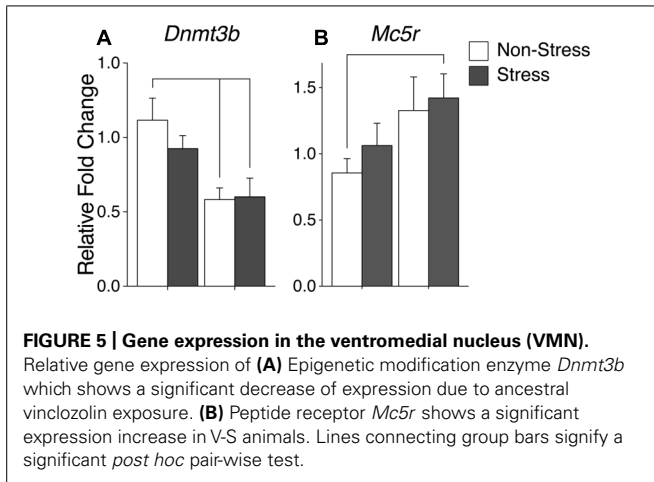 A Dnmt3b B Mc5r
Non-Stress
Stress
Relative Fold Change
1.0
1.0
0.5
0.0
1.5
1.0
0.5
0.0
FIGURE 5 | Gene expression in the ventromedial nucleus (VMN).
Relative gene expression of (A) Epigenetic modification enzyme Dnmt3b
which shows a significant decrease of expression due to ancestral
vinclozolin exposure. (B) Peptide receptor Mc5r shows a significant
expression increase in V-S animals. Lines connecting group bars signify a
significant post hoc pair-wise test.